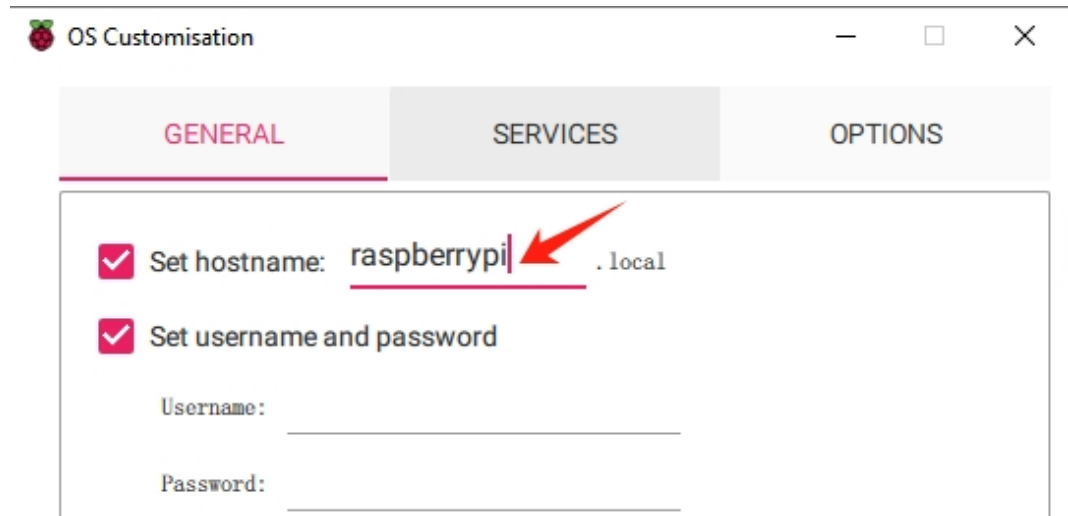 OS Customisation
GENERAL SERVICES OPTIONS
Set hostname: raspberrypi .local
Set username and password
Username:
Password: